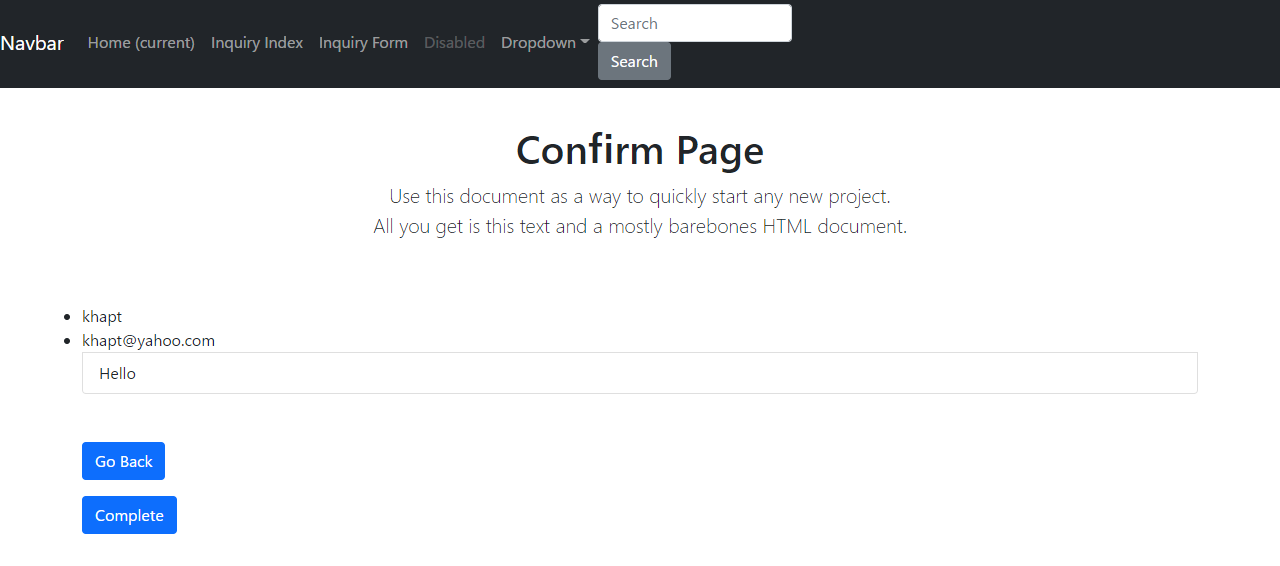 Navbar Home (current) Inquiry Index Inquiry Form Disabled Dropdown Search
Search
Confirm Page
Use this document as a way to quickly start any new project.
All you get is this text and a mostly barebones HTML document.
khapt
khapt@yahoo.com
Hello
Go Back
Complete